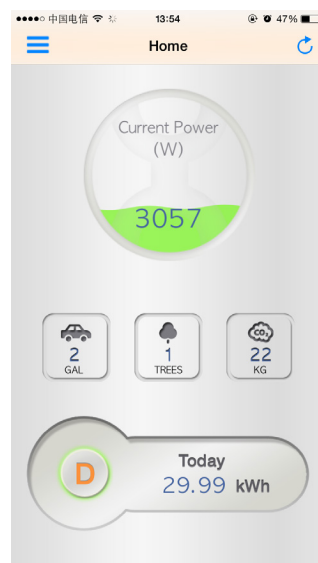 中国电信 13:54 47%
Home
Current Power
(W)
3057
2 1 CO₂ 22
GAL TREES KG
D
Today
29.99 kWh